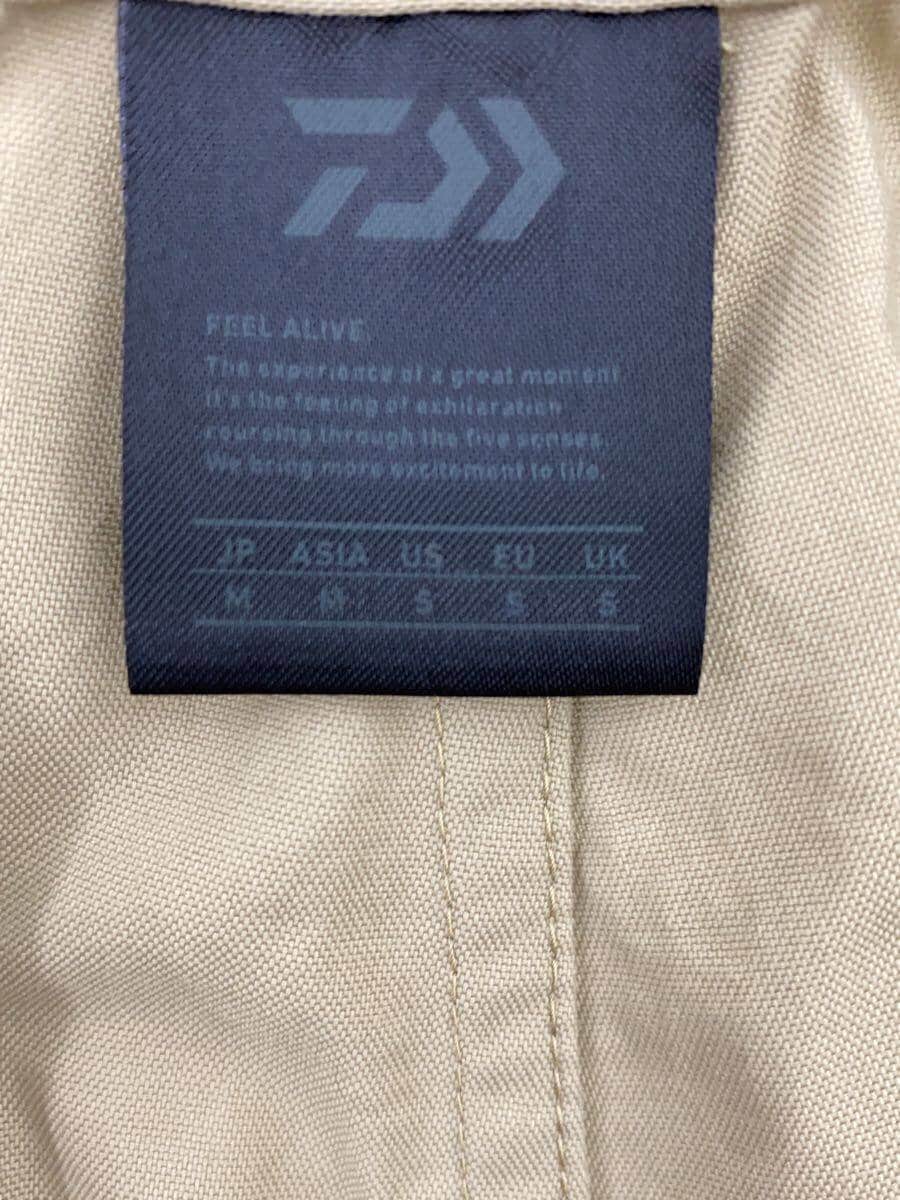 FEEL ALIVE.
The experience of a great moment
It's the feeling of exhilaration
coursing through the five senses.
We bring more excitement to life.
JP ASIA US EU UK
M M S S S